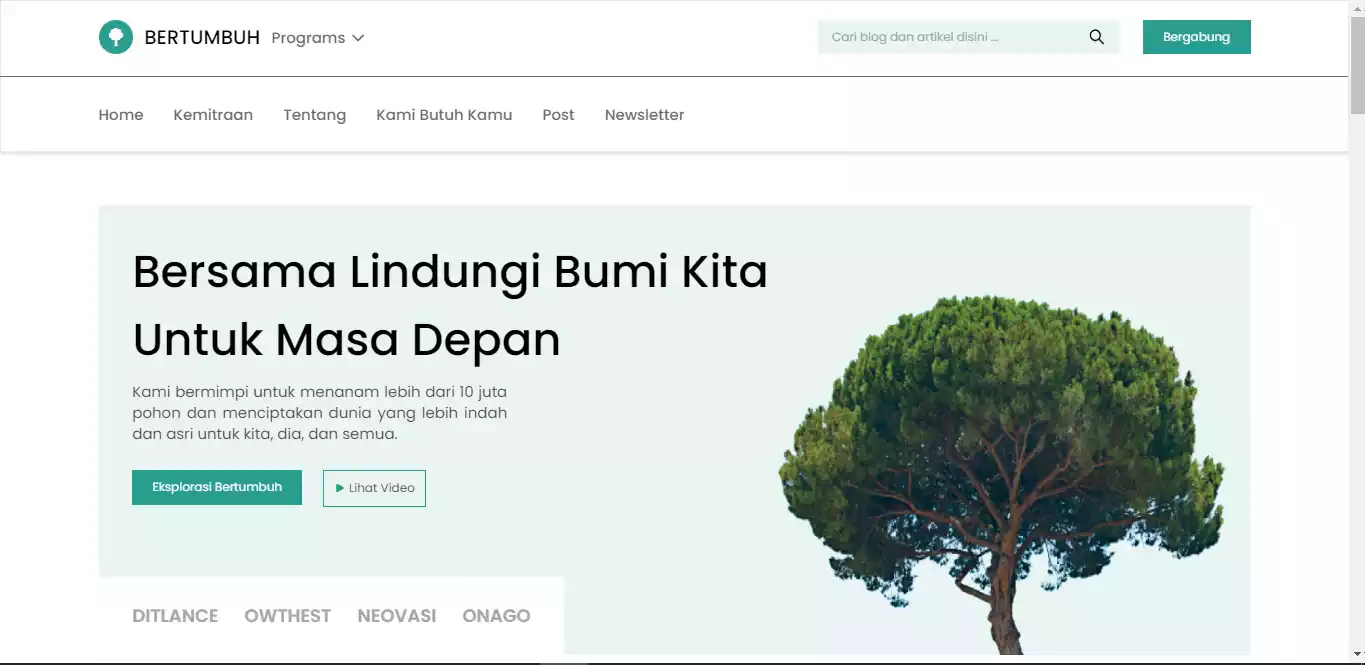 BERTUMBUH Programs
Cari blog dan artikel disini ...
Bergabung
Home Kemitraan Tentang Kami Butuh Kamu Post Newsletter
Bersama Lindungi Bumi Kita
Untuk Masa Depan
Kami bermimpi untuk menanam lebih dari 10 juta
pohon dan menciptakan dunia yang lebih indah
dan asri untuk kita, dia, dan semua.
Eksplorasi Bertumbuh
Lihat Video
DITLANCE OWTHEST NEOVASI ONAGO